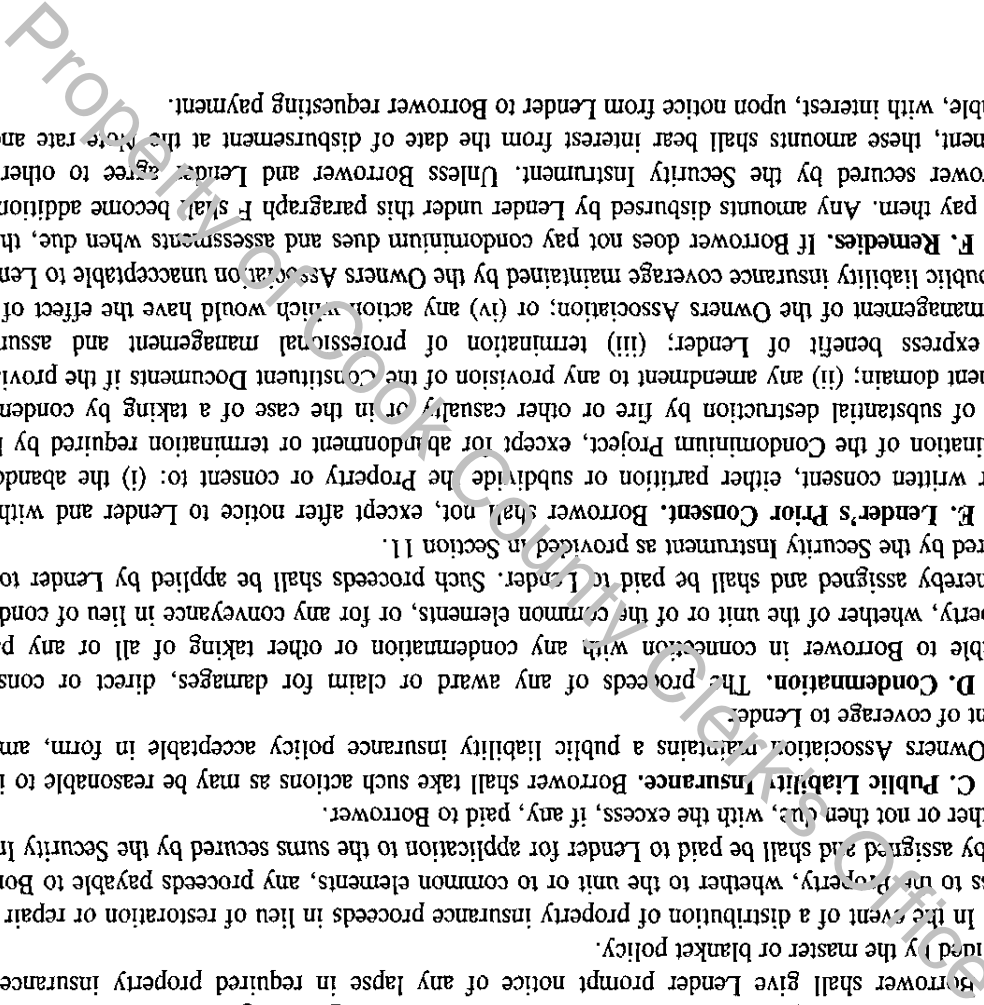 Borrower shall give Lender prompt notice of any lapse in required property insurance
ided by the master or blanket policy.
In the event of a distribution of property insurance proceeds in lieu of restoration or repair
ss to the Property, whether to the unit or to common elements, any proceeds payable to Bor
by assigned and shall be paid to Lender for application to the sums secured by the Security In
ther or not then due, with the excess, if any, paid to Borrower.
C. Public Liability Insurance. Borrower shall take such actions as may be reasonable to i
Owners Association maintains a public liability insurance policy acceptable in form, am
nt of coverage to Lender.
D. Condemnation. The proceeds of any award or claim for damages, direct or cons
ble to Borrower in connection with any condemnation or other taking of all or any p
perty, whether of the unit or of the common elements, or for any conveyance in lieu of cond
hereby assigned and shall be paid to Lender. Such proceeds shall be applied by Lender to
red by the Security Instrument as provided in Section 11.
E. Lender's Prior Consent. Borrower shall not, except after notice to Lender and with
r written consent, either partition or subdivide the Property or consent to: (i) the abando
ination of the Condominium Project, except for abandonment or termination required by l
of substantial destruction by fire or other casualty or in the case of a taking by condem
nent domain; (ii) any amendment to any provision of the Constituent Documents if the provis
express benefit of Lender; (iii) termination of professional management and assum
management of the Owners Association; or (iv) any action which would have the effect of
public liability insurance coverage maintained by the Owners Association unacceptable to Len
F. Remedies. If Borrower does not pay condominium dues and assessments when due, th
pay them. Any amounts disbursed by Lender under this paragraph F shall become addition
ower secured by the Security Instrument. Unless Borrower and Lender agree to other
ment, these amounts shall bear interest from the date of disbursement at the Note rate an
ble, with interest, upon notice from Lender to Borrower requesting payment.
Property of Cook County Clerk's Office